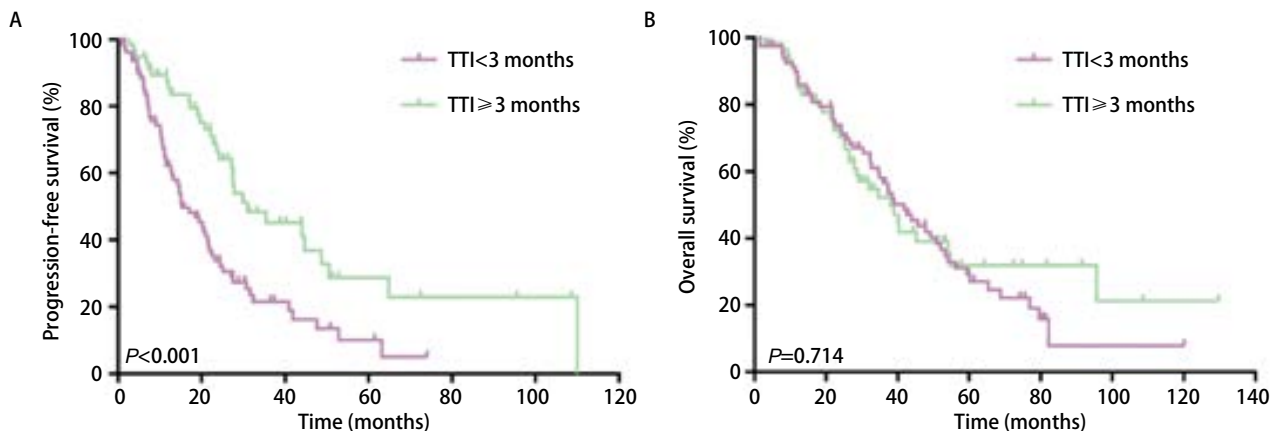 A
Progression-free survival (%)
100
80
60
40
20
0
TTI<3 months
TTI⩾3 months
P<0.001
0 20 40 60 80 100 120
Time (months)
B
Overall survival (%)
100
80
60
40
20
0
TTI<3 months
TTI⩾3 months
P=0.714
0 20 40 60 80 100 120 140
Time (months)